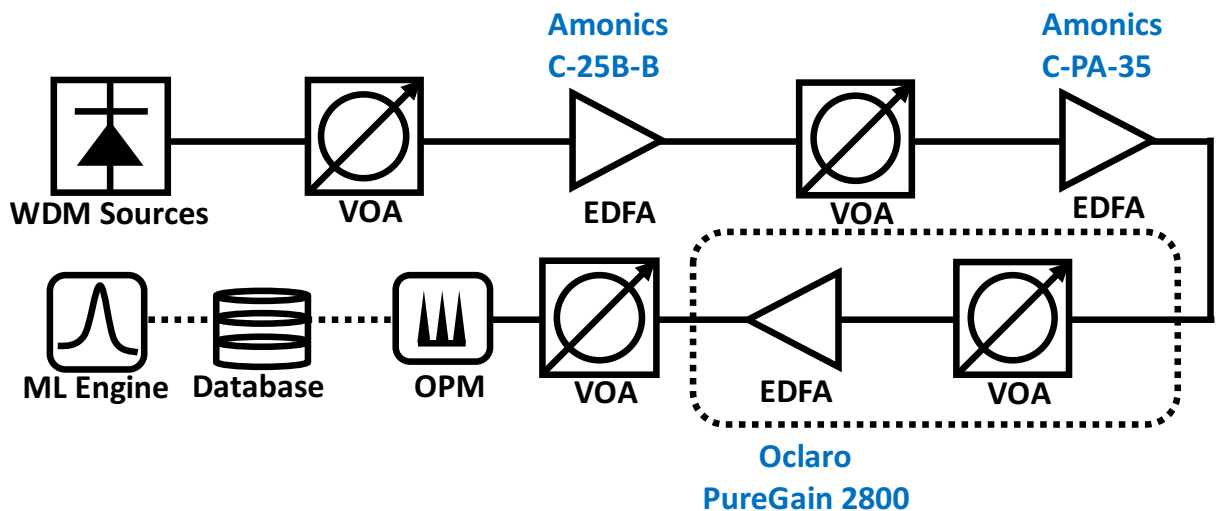 Amonics
C-25B-B
Amonics
C-PA-35
WDM Sources
VOA
EDFA
VOA
EDFA
ML Engine
Database
OPM
VOA
EDFA
VOA
Oclaro
PureGain 2800